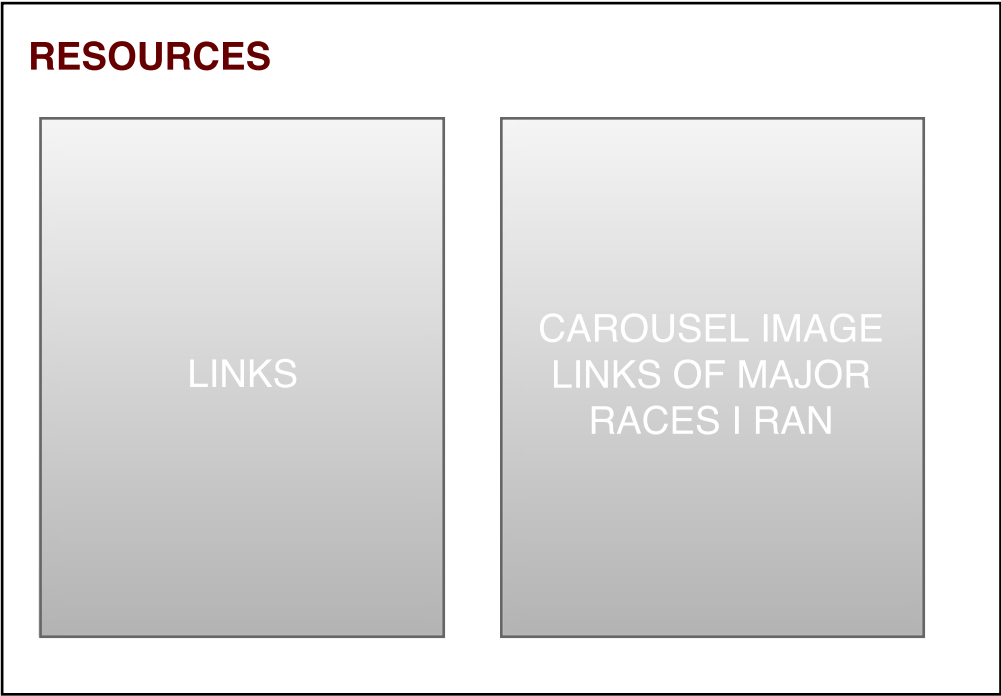 RESOURCES
LINKS
CAROUSEL IMAGE
LINKS OF MAJOR
RACES I RAN